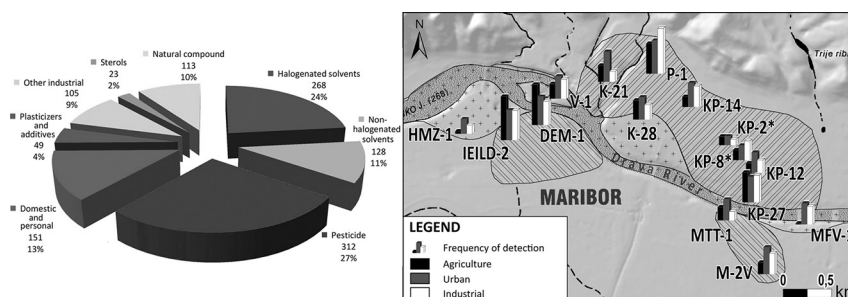 Sterols
23
2%
Natural compound
113
10%
Halogenated solvents
268
24%
Other industrial
105
9%
Plasticizers
and
additives
49
4%
Non-
halogenated
solvents
128
11%
Domestic
and
personal
151
13%
Pesticide
312
27%
N
Trije ribi
P-1
K-21
V-1
KP-14
J. (268)
HMZ-1
DEM-1
K-28
KP-2*
IEILD-2
KP-8*
KP-12
Drava River
MARIBOR
KP-27
MTT-1
MFV-1
M-2V
LEGEND
Frequency of detection
Agriculture
Urban
Industrial
0
0,5
km